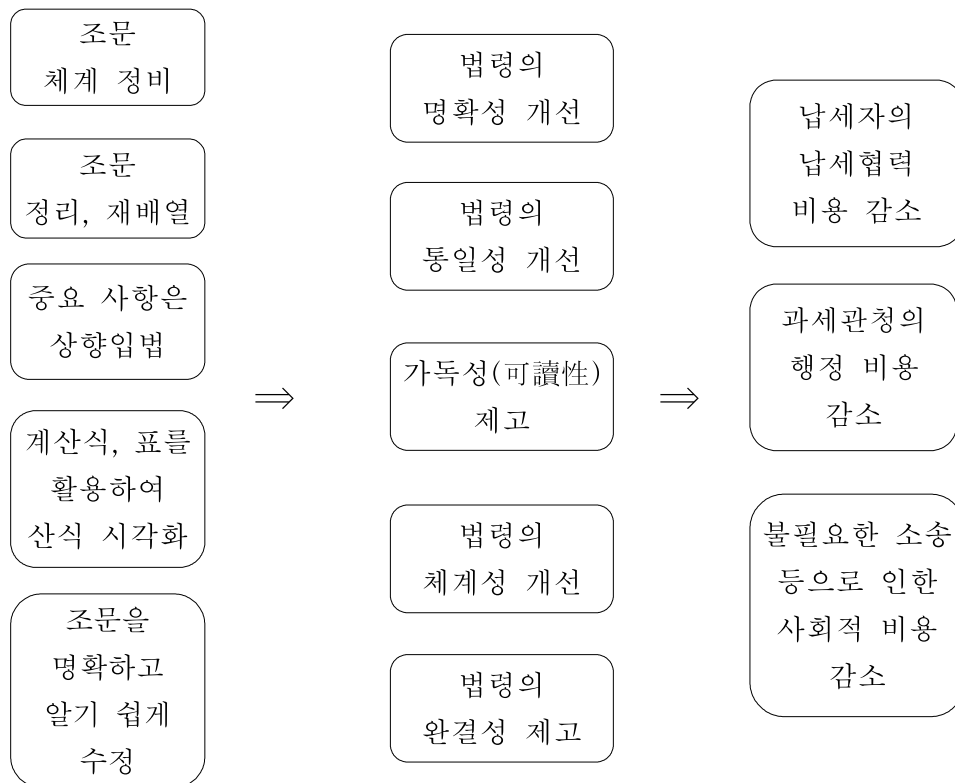 조문
체계 정비
조문
정리, 재배열
중요 사항은
상향입법
계산식, 표를
활용하여
산식 시각화
조문을
명확하고
알기 쉽게
수정
⇒
법령의
명확성 개선
법령의
통일성 개선
가독성(可讀性)
제고
법령의
체계성 개선
법령의
완결성 제고
⇒
납세자의
납세협력
비용 감소
과세관청의
행정 비용
감소
불필요한 소송
등으로 인한
사회적 비용
감소